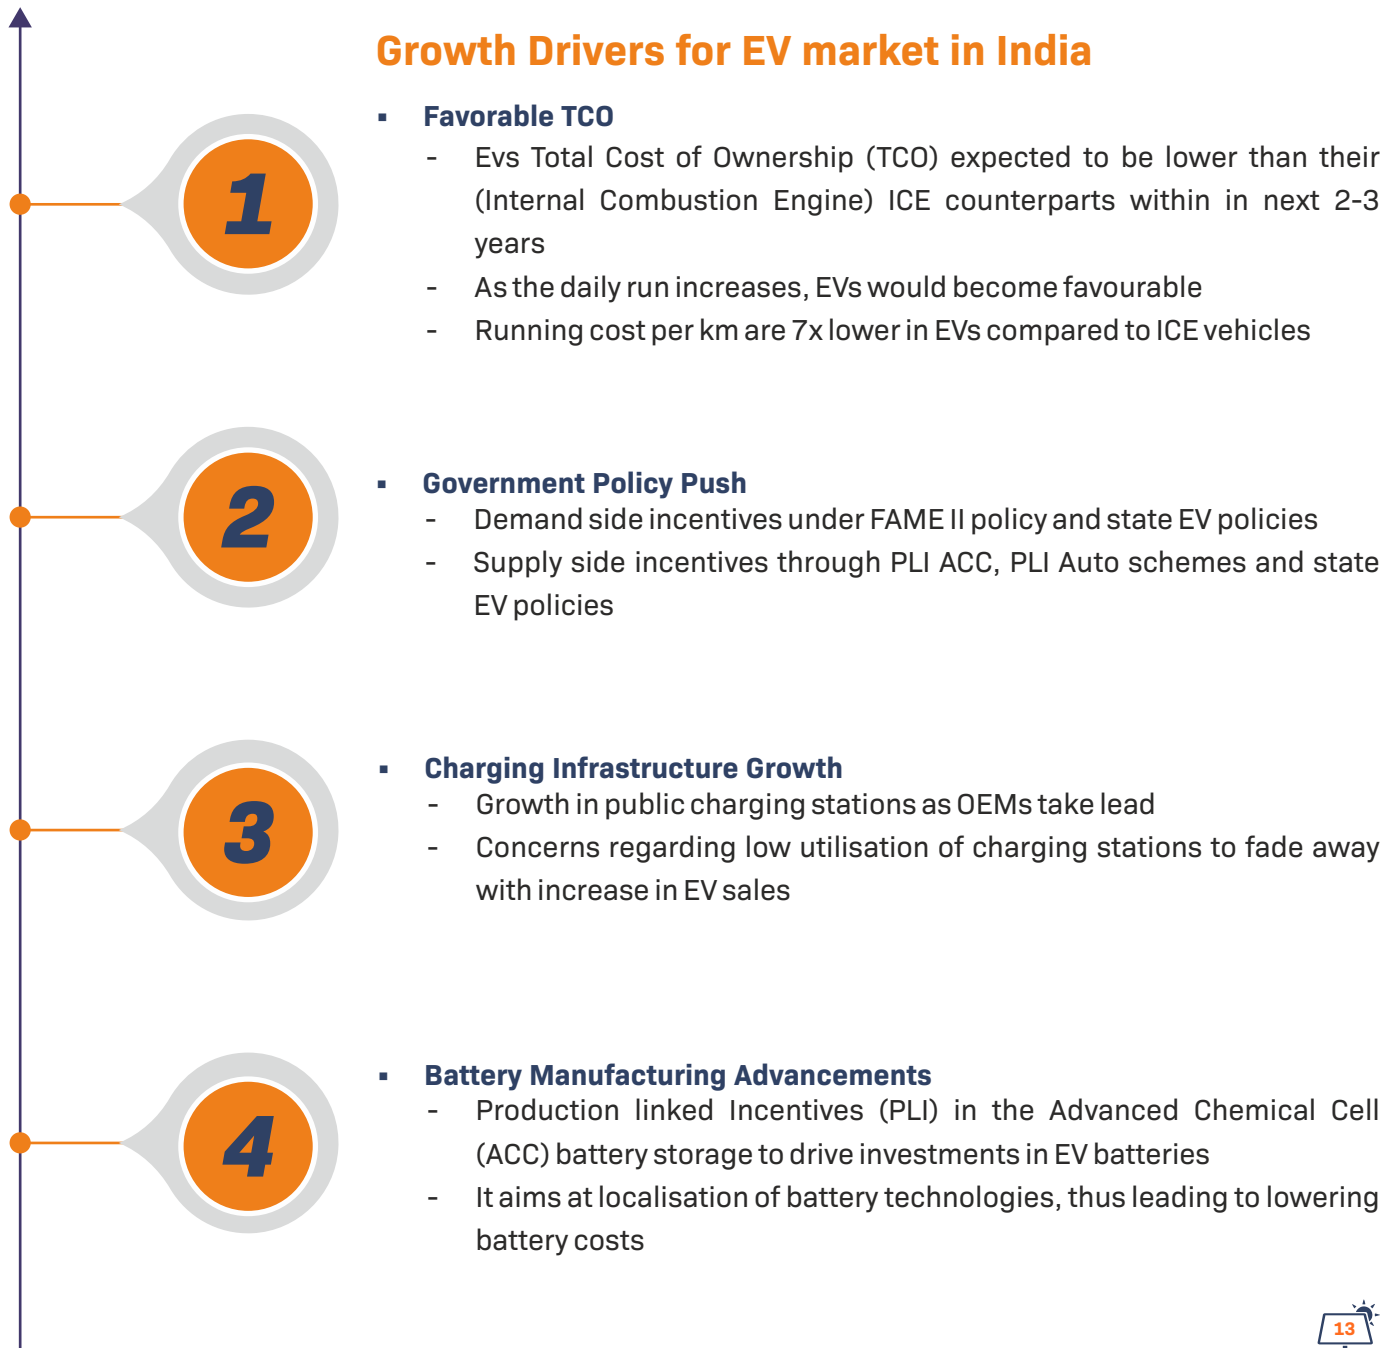 Growth Drivers for EV market in India
1
▪ Favorable TCO
- Evs Total Cost of Ownership (TCO) expected to be lower than their
(Internal Combustion Engine) ICE counterparts within in next 2-3
years
- As the daily run increases, EVs would become favourable
- Running cost per km are 7x lower in EVs compared to ICE vehicles
2
▪ Government Policy Push
- Demand side incentives under FAME II policy and state EV policies
- Supply side incentives through PLI ACC, PLI Auto schemes and state
EV policies
3
▪ Charging Infrastructure Growth
- Growth in public charging stations as OEMs take lead
- Concerns regarding low utilisation of charging stations to fade away
with increase in EV sales
4
▪ Battery Manufacturing Advancements
- Production linked Incentives (PLI) in the Advanced Chemical Cell
(ACC) battery storage to drive investments in EV batteries
- It aims at localisation of battery technologies, thus leading to lowering
battery costs
13